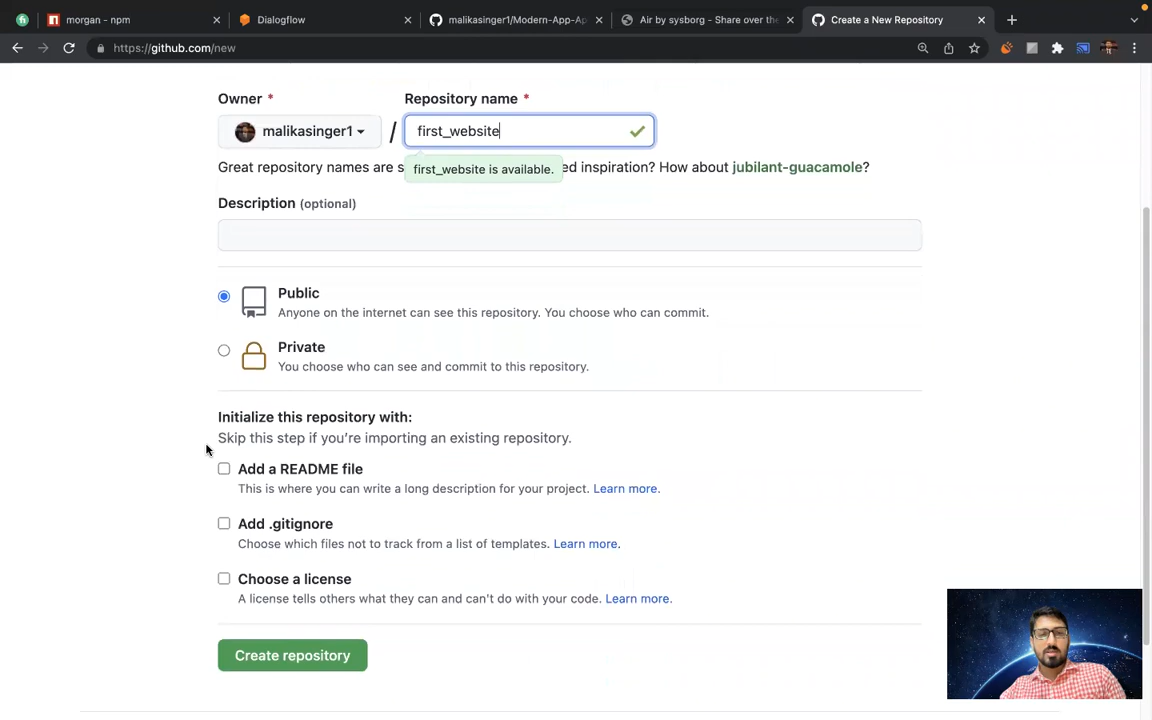 morgan - npm
Dialogflow
malikasinger1/Modern-App-Ap
Air by sysborg - Share over the
Create a New Repository
https://github.com/new
Owner *
Repository name *
malikasinger1
/
first_website
Great repository names are s
ed inspiration? How about jubilant-guacamole?
first_website is available.
Description (optional)
Public
Anyone on the internet can see this repository. You choose who can commit.
Private
You choose who can see and commit to this repository.
Initialize this repository with:
Skip this step if you're importing an existing repository.
Add a README file
This is where you can write a long description for your project. Learn more.
Add .gitignore
Choose which files not to track from a list of templates. Learn more.
Choose a license
A license tells others what they can and can't do with your code. Learn more.
Create repository